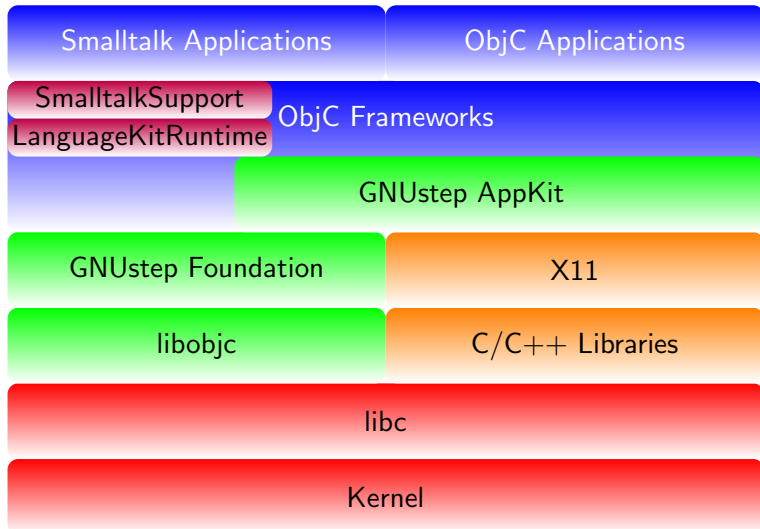 Smalltalk Applications
ObjC Applications
SmalltalkSupport
ObjC Frameworks
LanguageKitRuntime
GNUstep AppKit
GNUstep Foundation
X11
libobjc
C/C++ Libraries
libc
Kernel